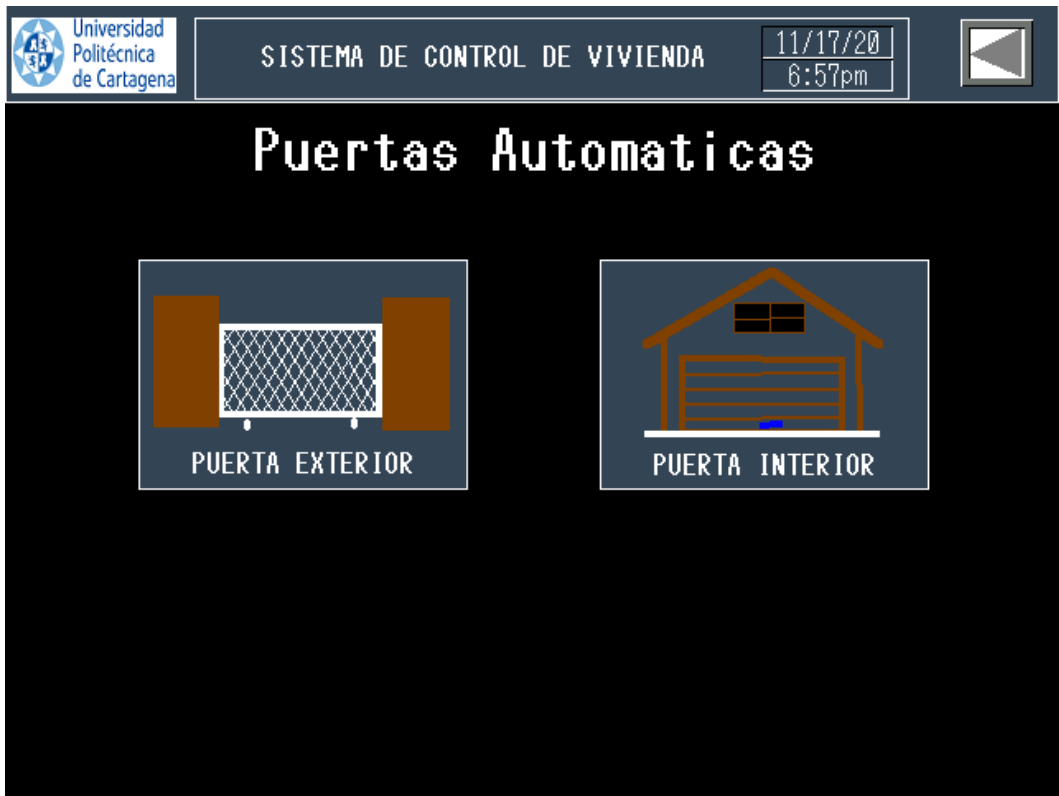 Universidad
Politécnica
de Cartagena
SISTEMA DE CONTROL DE VIVIENDA
11/17/20
6:57pm
Puertas Automaticas
PUERTA EXTERIOR
PUERTA INTERIOR